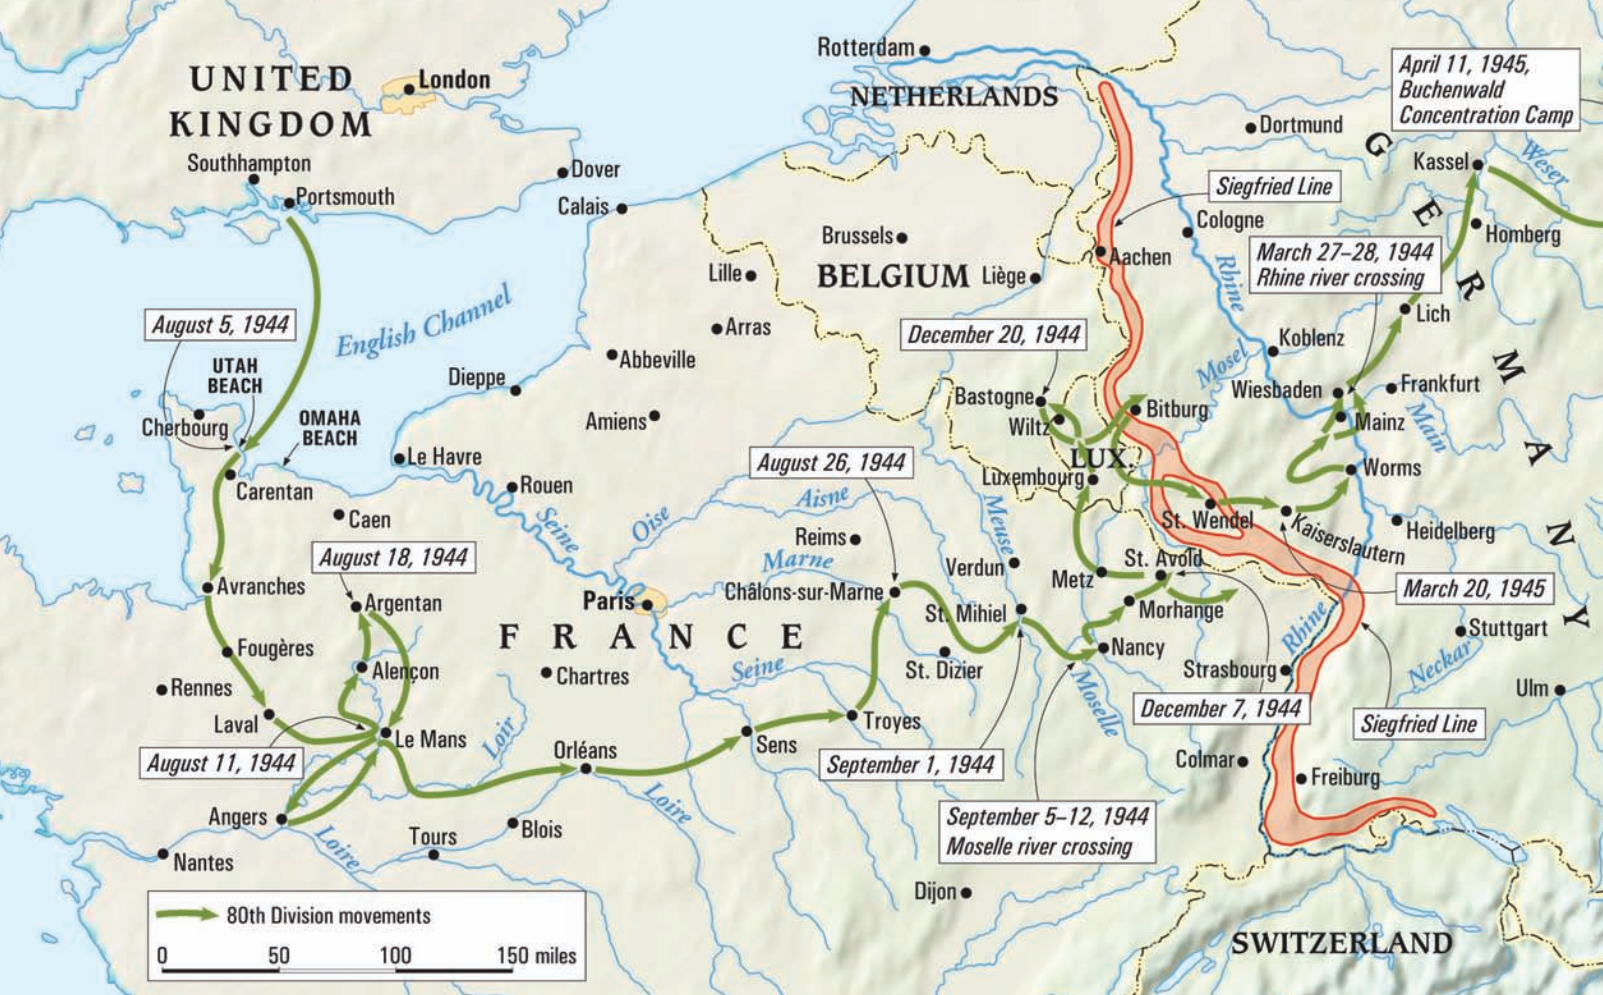 UNITED
KINGDOM
London
Southhampton
Portsmouth
Dover
Calais
Rotterdam
NETHERLANDS
Dortmund
April 11, 1945,
Buchenwald
Concentration Camp
GERMANY
Kassel
Weser
Homberg
Siegfried Line
Cologne
Rhine
March 27–28, 1944
Rhine river crossing
Aachen
Brussels
BELGIUM
Liège
Lille
Arras
Abbeville
Amiens
Dieppe
English Channel
August 5, 1944
UTAH
BEACH
OMAHA
BEACH
Cherbourg
Carentan
Le Havre
Rouen
Caen
Seine
Oise
Aisne
August 26, 1944
December 20, 1944
Bastogne
Wiltz
LUX.
Luxembourg
Bitburg
Mosel
Koblenz
Lich
Wiesbaden
Frankfurt
Mainz
Main
Worms
St. Wendel
Kaiserslautern
Heidelberg
March 20, 1945
Stuttgart
Neckar
Ulm
Rhine
Strasbourg
December 7, 1944
Siegfried Line
Colmar
Freiburg
SWITZERLAND
Meuse
Verdun
Metz
St. Avold
Morhange
Nancy
Moselle
St. Mihiel
St. Dizier
Reims
Marne
Châlons-sur-Marne
Paris
FRANCE
Chartres
Seine
August 18, 1944
Argentan
Avranches
Fougères
Alençon
Rennes
Laval
Le Mans
August 11, 1944
Loir
Orléans
Sens
Troyes
September 1, 1944
September 5–12, 1944
Moselle river crossing
Dijon
Angers
Loire
Tours
Blois
Loire
Nantes
80th Division movements
0 50 100 150 miles